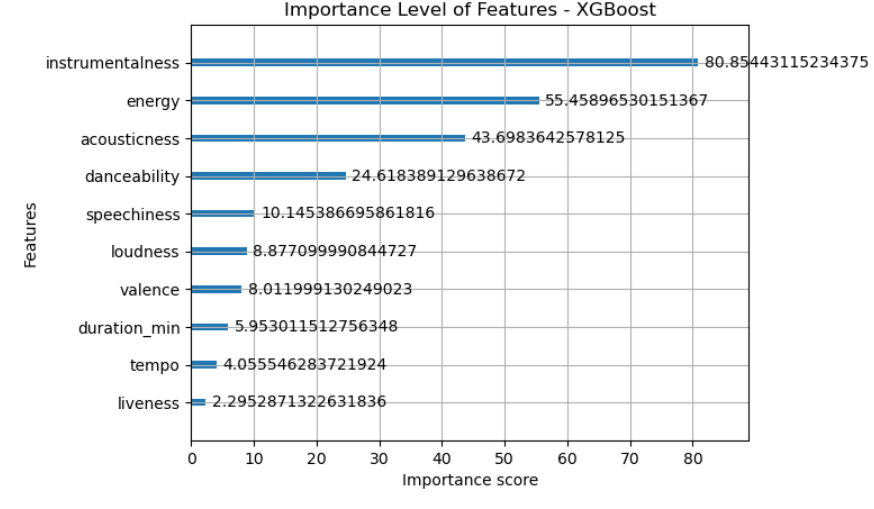 Importance Level of Features - XGBoost
instrumentalness 80.85443115234375
energy 55.45896530151367
acousticness 43.6983642578125
danceability 24.618389129638672
speechiness 10.145386695861816
loudness 8.877099990844727
valence 8.011999130249023
duration_min 5.953011512756348
tempo 4.055546283721924
liveness 2.2952871322631836
Features
0 10 20 30 40 50 60 70 80
Importance score